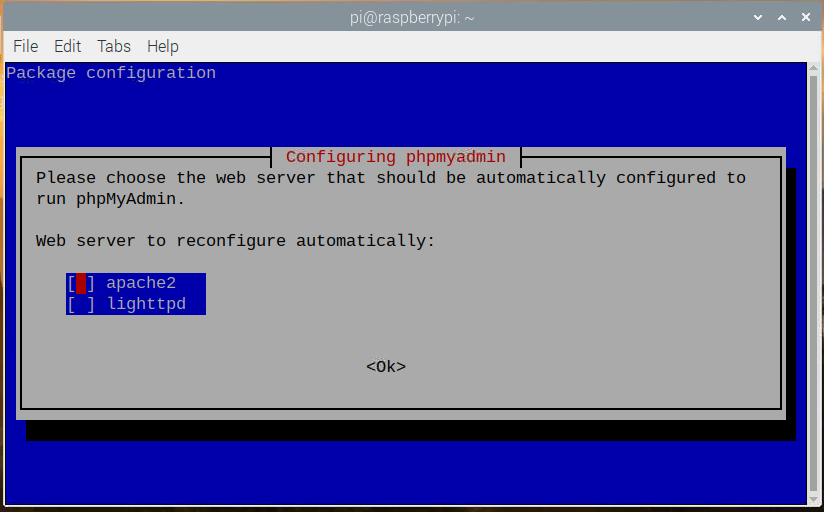 pi@raspberrypi: ~
File Edit Tabs Help
Package configuration
Configuring phpmyadmin
Please choose the web server that should be automatically configured to
run phpMyAdmin.
Web server to reconfigure automatically:
[ ] apache2
[ ] lighttpd
<Ok>